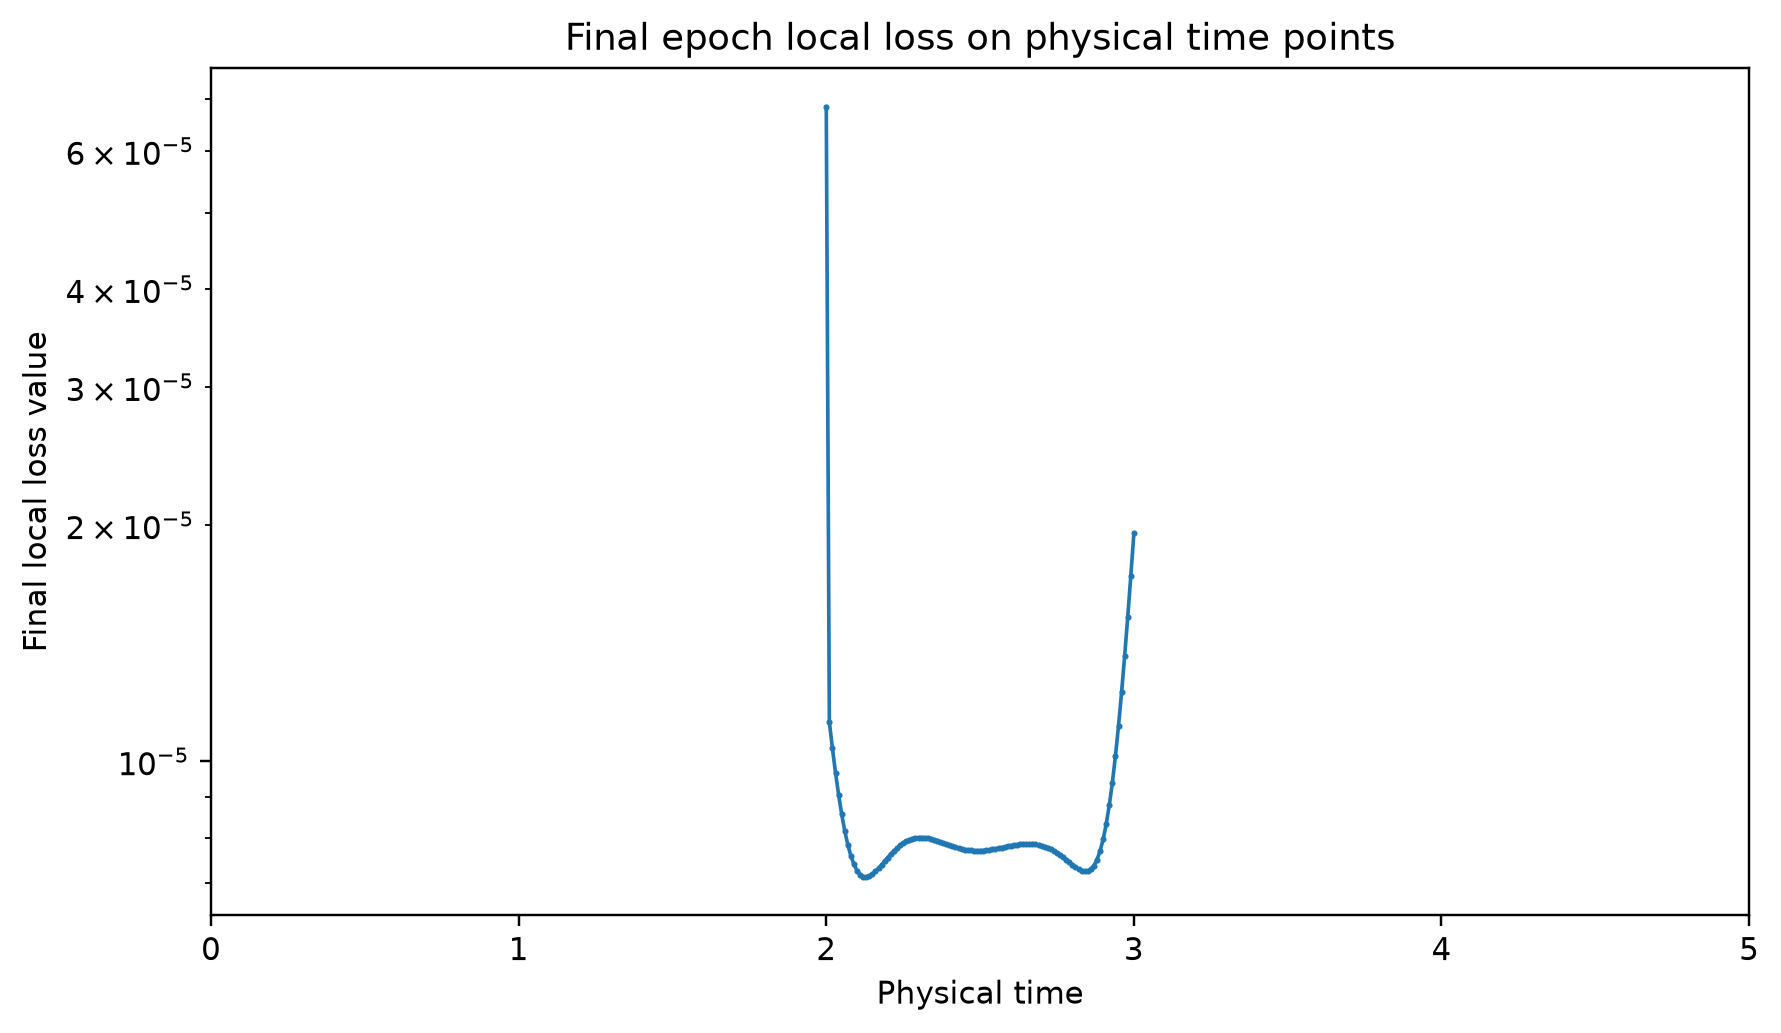 Final epoch local loss on physical time points
Final local loss value
6 × 10⁻⁵
4 × 10⁻⁵
3 × 10⁻⁵
2 × 10⁻⁵
10⁻⁵
0 1 2 3 4 5
Physical time